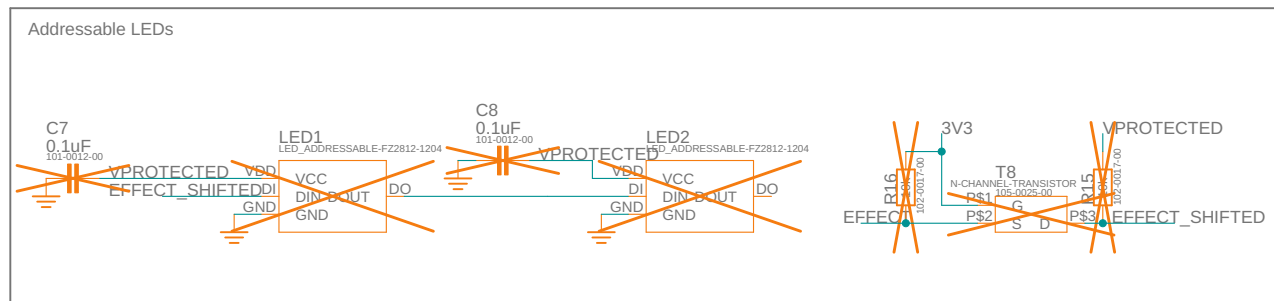 Addressable LEDs
C7
0.1uF
101-0012-00
VPROTECTED
EFFECT_SHIFTED
LED1
LED_ADDRESSABLE-FZ2812-1204
VDD
DI
GND
VCC
DIN DOUT
GND
DO
C8
0.1uF
101-0012-00
VPROTECTED
LED2
LED_ADDRESSABLE-FZ2812-1204
VDD
DI
GND
VCC
DIN DOUT
GND
DO
3V3
R16
102-0017-00
EFFECT
T8
N-CHANNEL-TRANSISTOR
105-0025-00
P$1
P$2
G
S D
P$3
VPROTECTED
R15
102-0017-00
EFFECT_SHIFTED